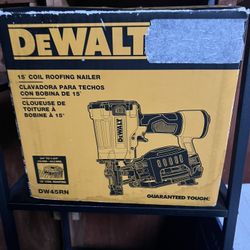 DEWALT
15° COIL ROOFING NAILER
CLAVADORA PARA TECHOS
CON BOBINA DE 15°
CLOUEUSE DE
TOITURE À
BOBINE À 15°
DEWALT
DW45RN
GUARANTEED TOUGH.